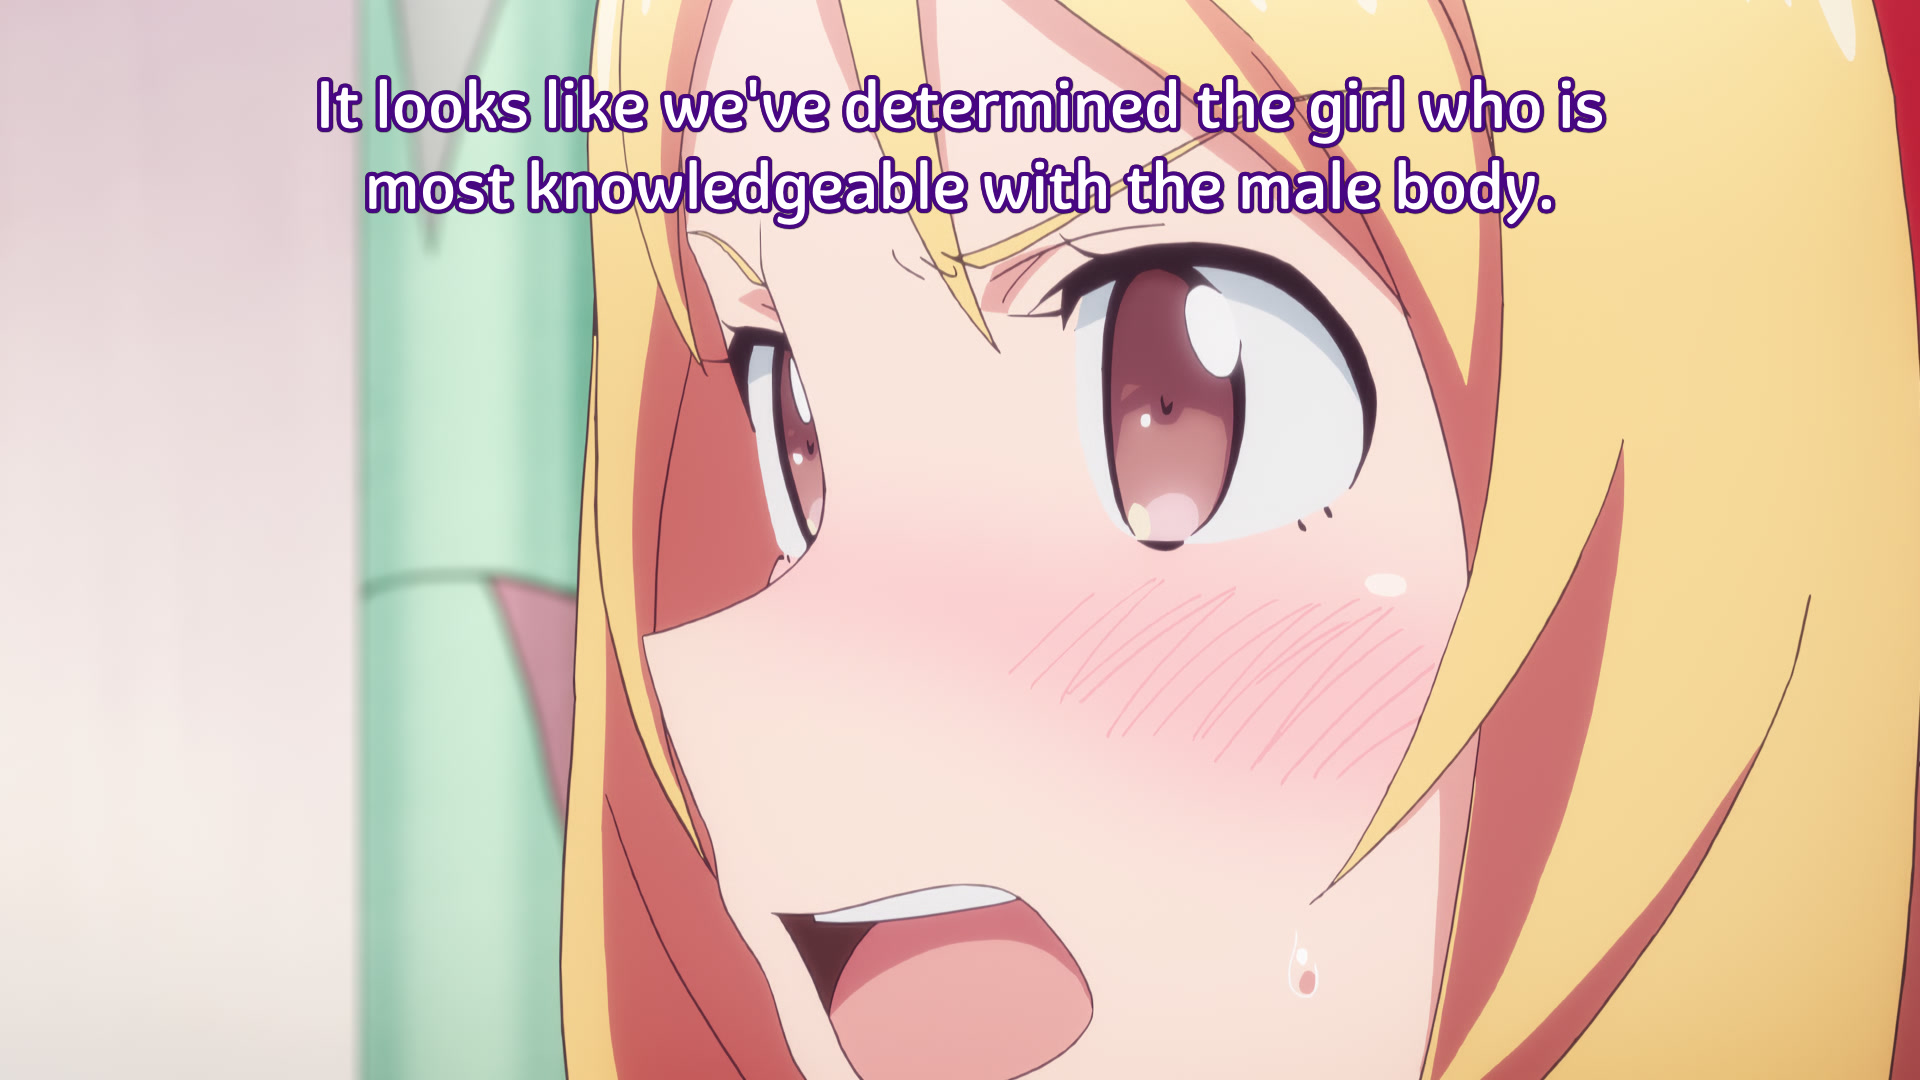 It looks like we've determined the girl who is
most knowledgeable with the male body.